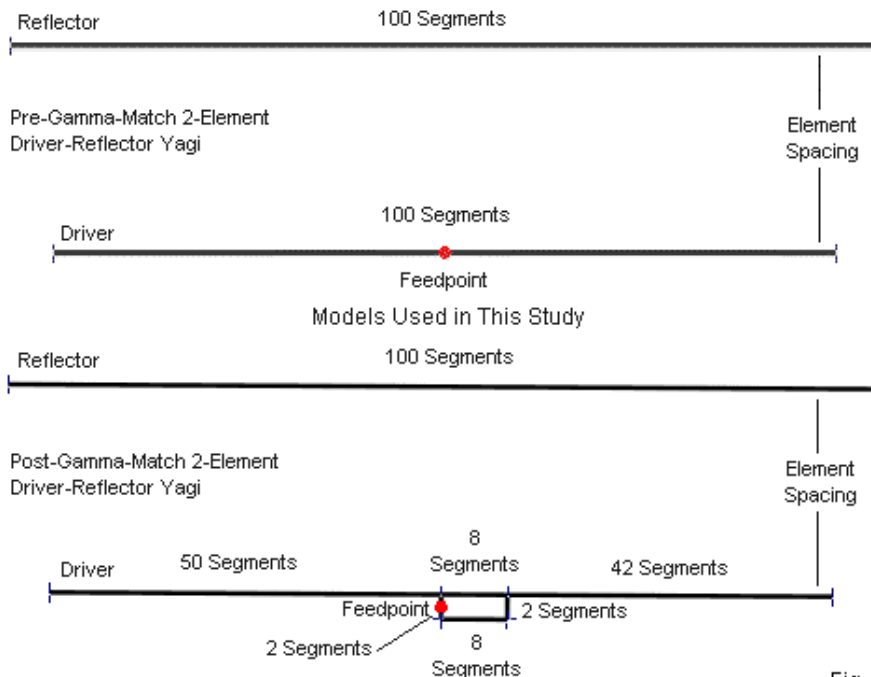 Reflector
100 Segments
Pre-Gamma-Match 2-Element
Driver-Reflector Yagi
Element
Spacing
100 Segments
Driver
Feedpoint
Models Used in This Study
Reflector
100 Segments
Post-Gamma-Match 2-Element
Driver-Reflector Yagi
Element
Spacing
8
Segments
50 Segments
42 Segments
Driver
Feedpoint
2 Segments
2 Segments
8
Segments